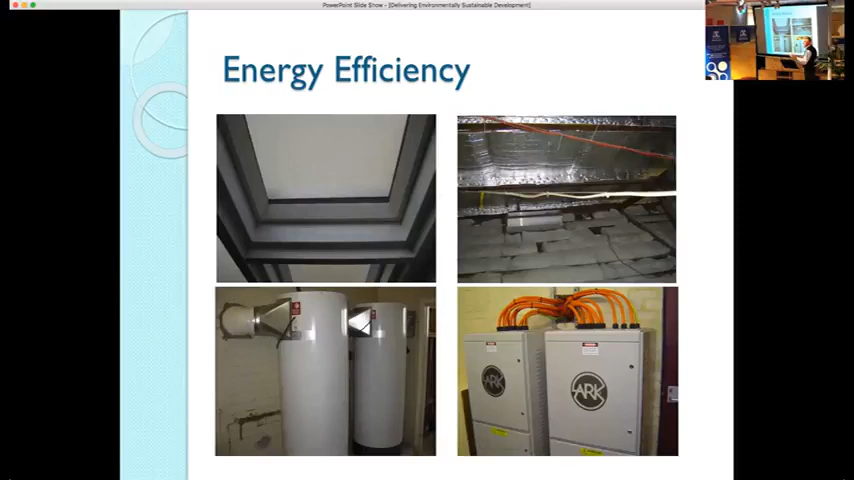 PowerPoint Slide Show - [Delivering Environmentally Sustainable Development]
Energy Efficiency
ARK
ARK